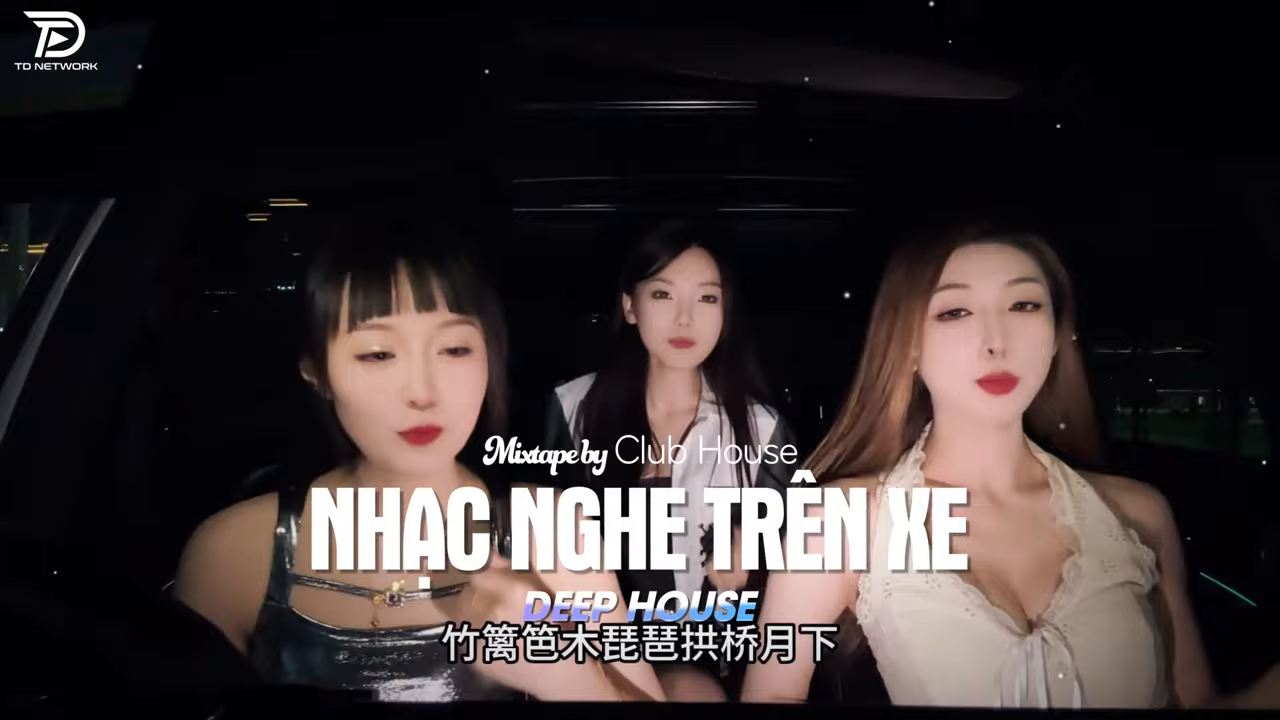 TD NETWORK
Mixtape by Club House
NHẠC NGHE TRÊN XE
DEEP HOUSE
竹篱笆木琵琶拱桥月下